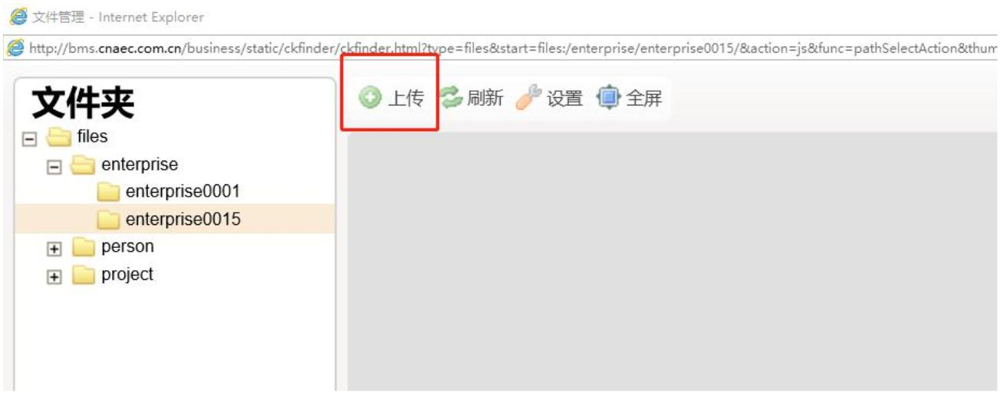 文件管理 - Internet Explorer
http://bms.cnaec.com.cn/business/static/ckfinder/ckfinder.html?type=files&start=files:/enterprise/enterprise0015/&action=js&func=pathSelectAction&thum
文件夹
上传 刷新 设置 全屏
files
enterprise
enterprise0001
enterprise0015
person
project